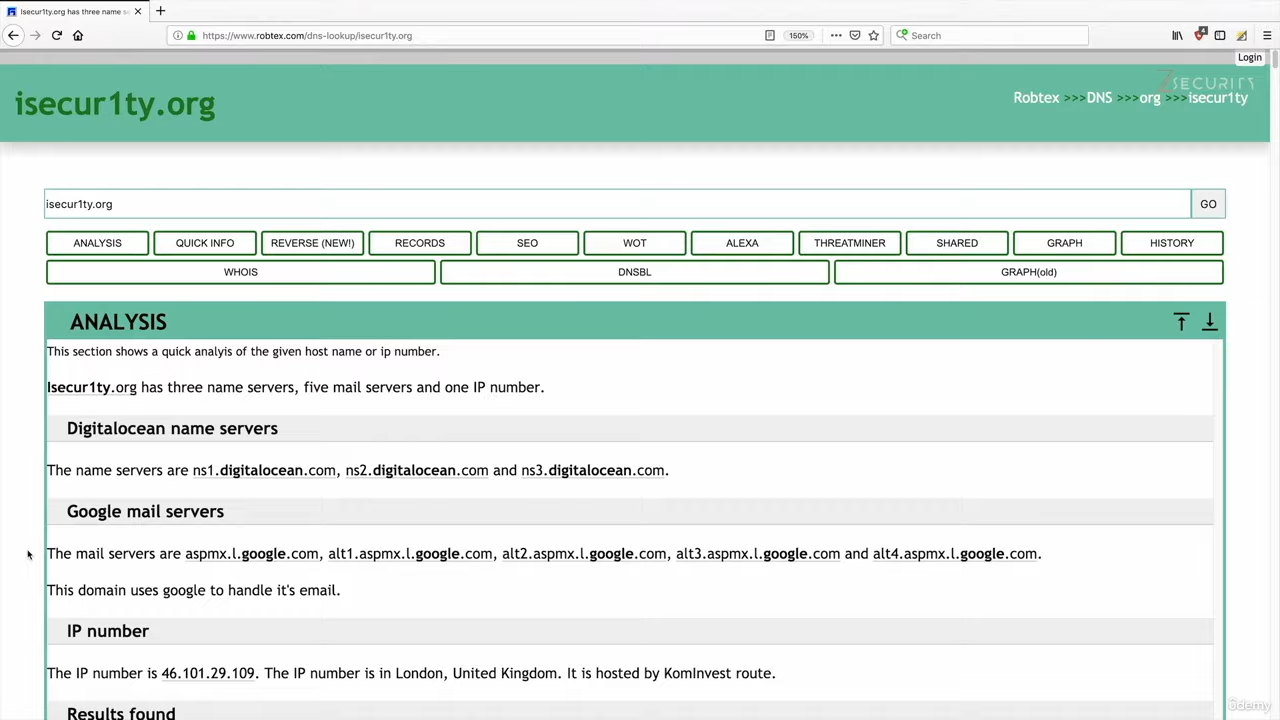 Isecur1ty.org has three name se
https://www.robtex.com/dns-lookup/isecur1ty.org
150%
Search
4
Login
ZSECURITY
isecur1ty.org
Robtex >>>DNS >>>org >>>isecur1ty
isecur1ty.org
GO
ANALYSIS QUICK INFO REVERSE (NEW!) RECORDS SEO WOT ALEXA THREATMINER SHARED GRAPH HISTORY
WHOIS DNSBL GRAPH(old)
ANALYSIS
This section shows a quick analyis of the given host name or ip number.
Isecur1ty.org has three name servers, five mail servers and one IP number.
Digitalocean name servers
The name servers are ns1.digitalocean.com, ns2.digitalocean.com and ns3.digitalocean.com.
Google mail servers
The mail servers are aspmx.l.google.com, alt1.aspmx.l.google.com, alt2.aspmx.l.google.com, alt3.aspmx.l.google.com and alt4.aspmx.l.google.com.
This domain uses google to handle it's email.
IP number
The IP number is 46.101.29.109. The IP number is in London, United Kingdom. It is hosted by KomInvest route.
Results found
ûdemy